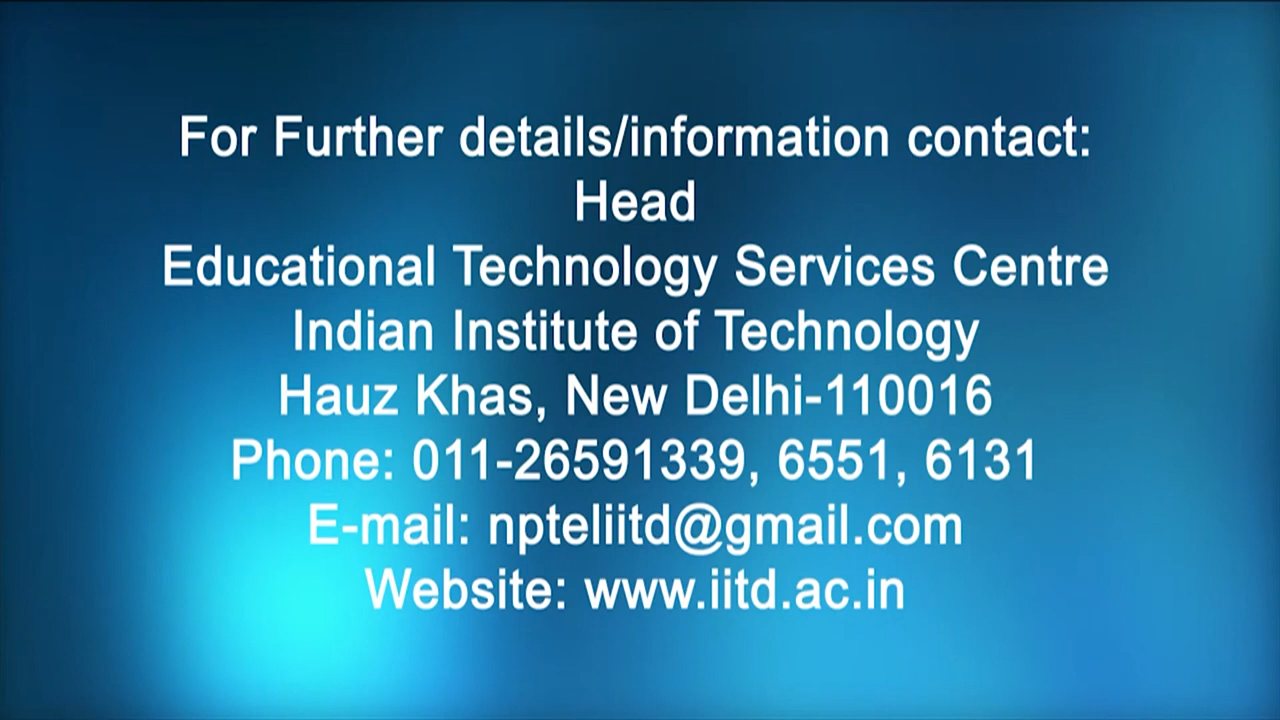 For Further details/information contact:
Head
Educational Technology Services Centre
Indian Institute of Technology
Hauz Khas, New Delhi-110016
Phone: 011-26591339, 6551, 6131
E-mail: npteliitd@gmail.com
Website: www.iitd.ac.in